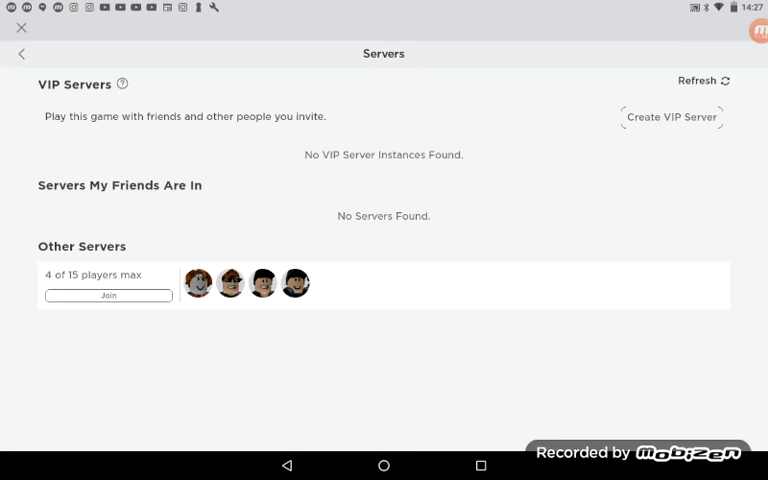 14:27
Servers
VIP Servers ?
Refresh
Play this game with friends and other people you invite.
Create VIP Server
No VIP Server Instances Found.
Servers My Friends Are In
No Servers Found.
Other Servers
4 of 15 players max
Join
Recorded by mobizen